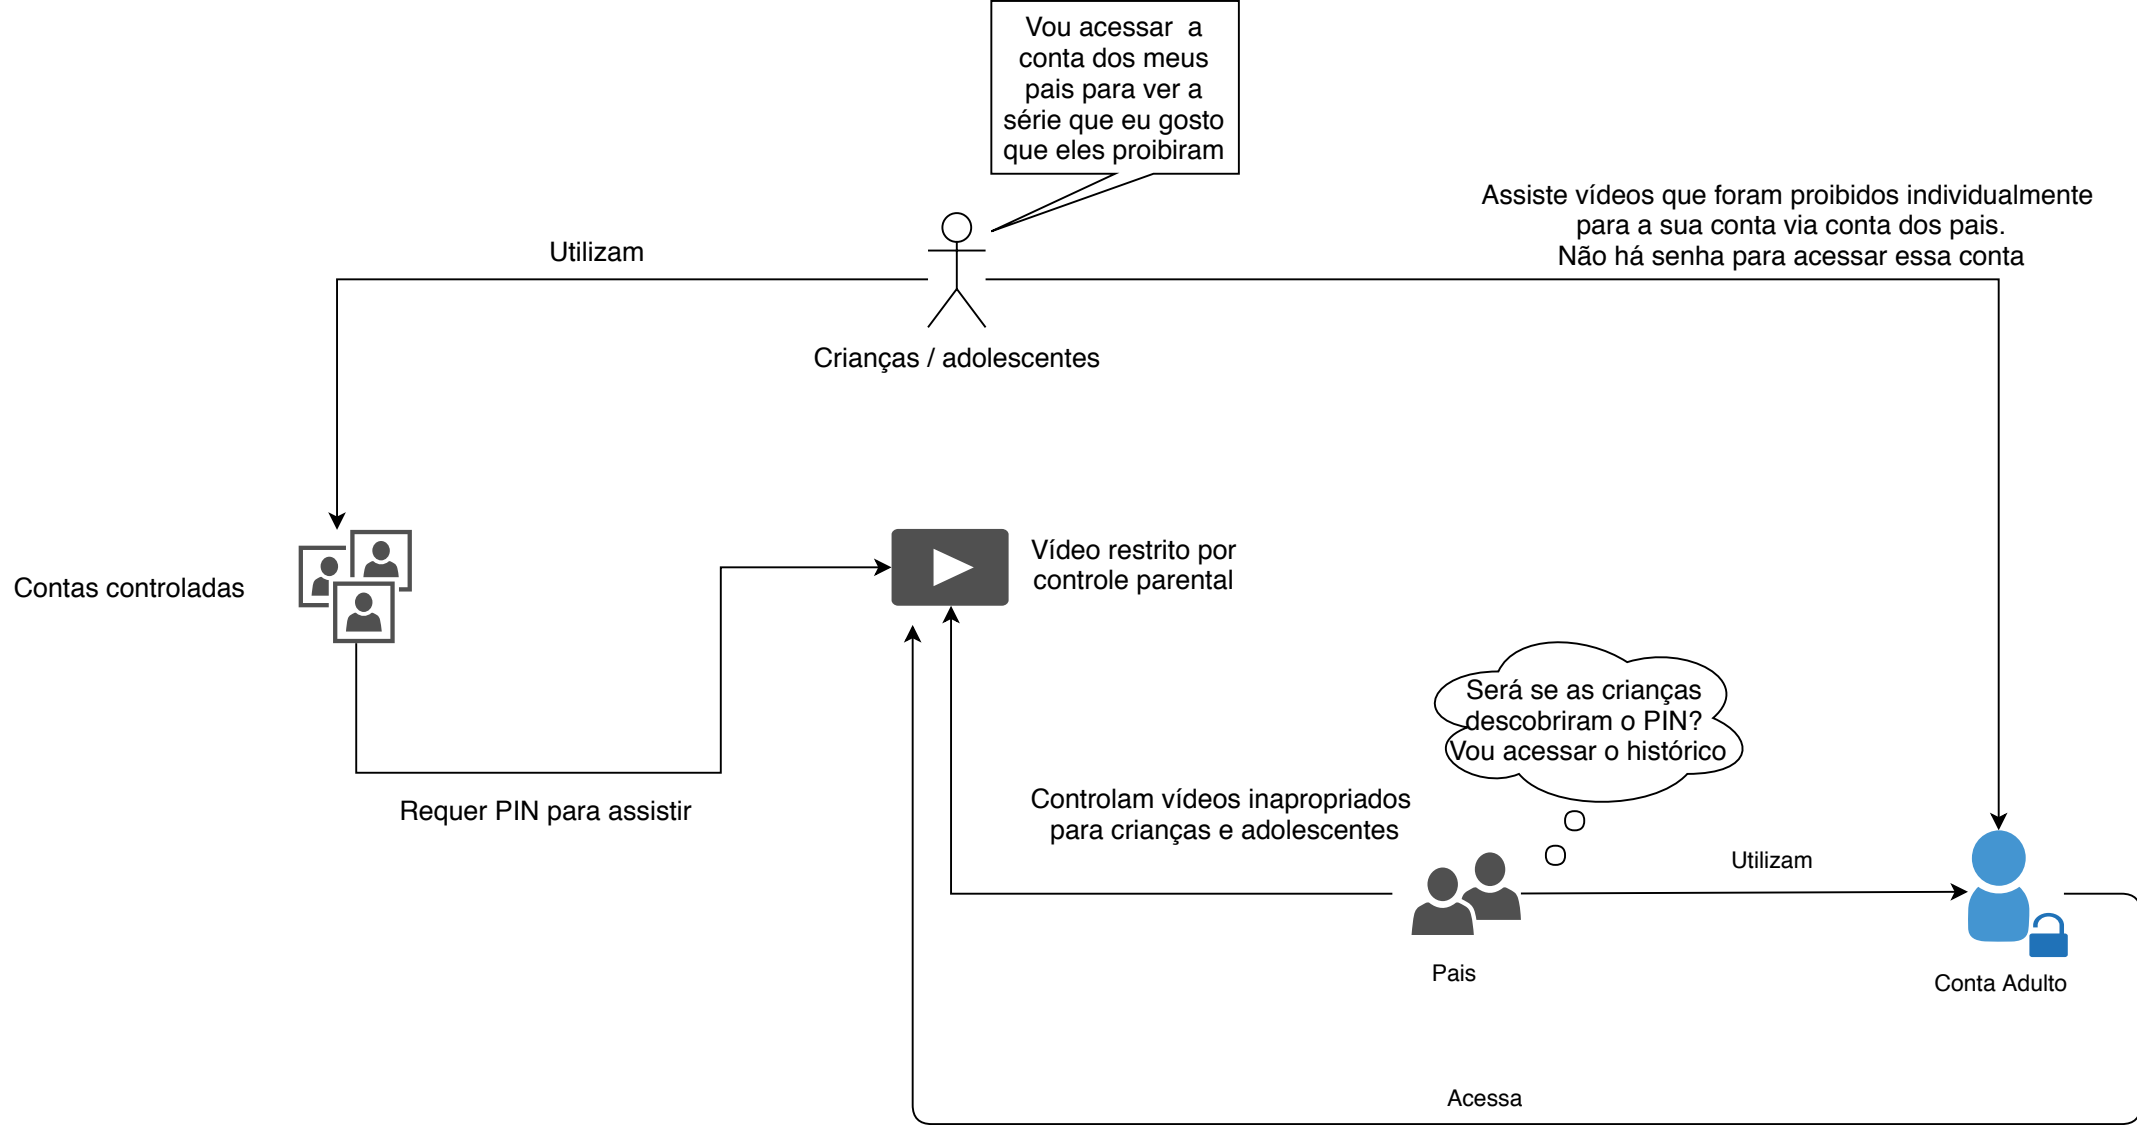 Vou acessar a
conta dos meus
pais para ver a
série que eu gosto
que eles proibiram
Assiste vídeos que foram proibidos individualmente
para a sua conta via conta dos pais.
Não há senha para acessar essa conta
Utilizam
Crianças / adolescentes
Contas controladas
Vídeo restrito por
controle parental
Será se as crianças
descobriram o PIN?
Vou acessar o histórico
Requer PIN para assistir
Controlam vídeos inapropriados
para crianças e adolescentes
Utilizam
Pais
Conta Adulto
Acessa